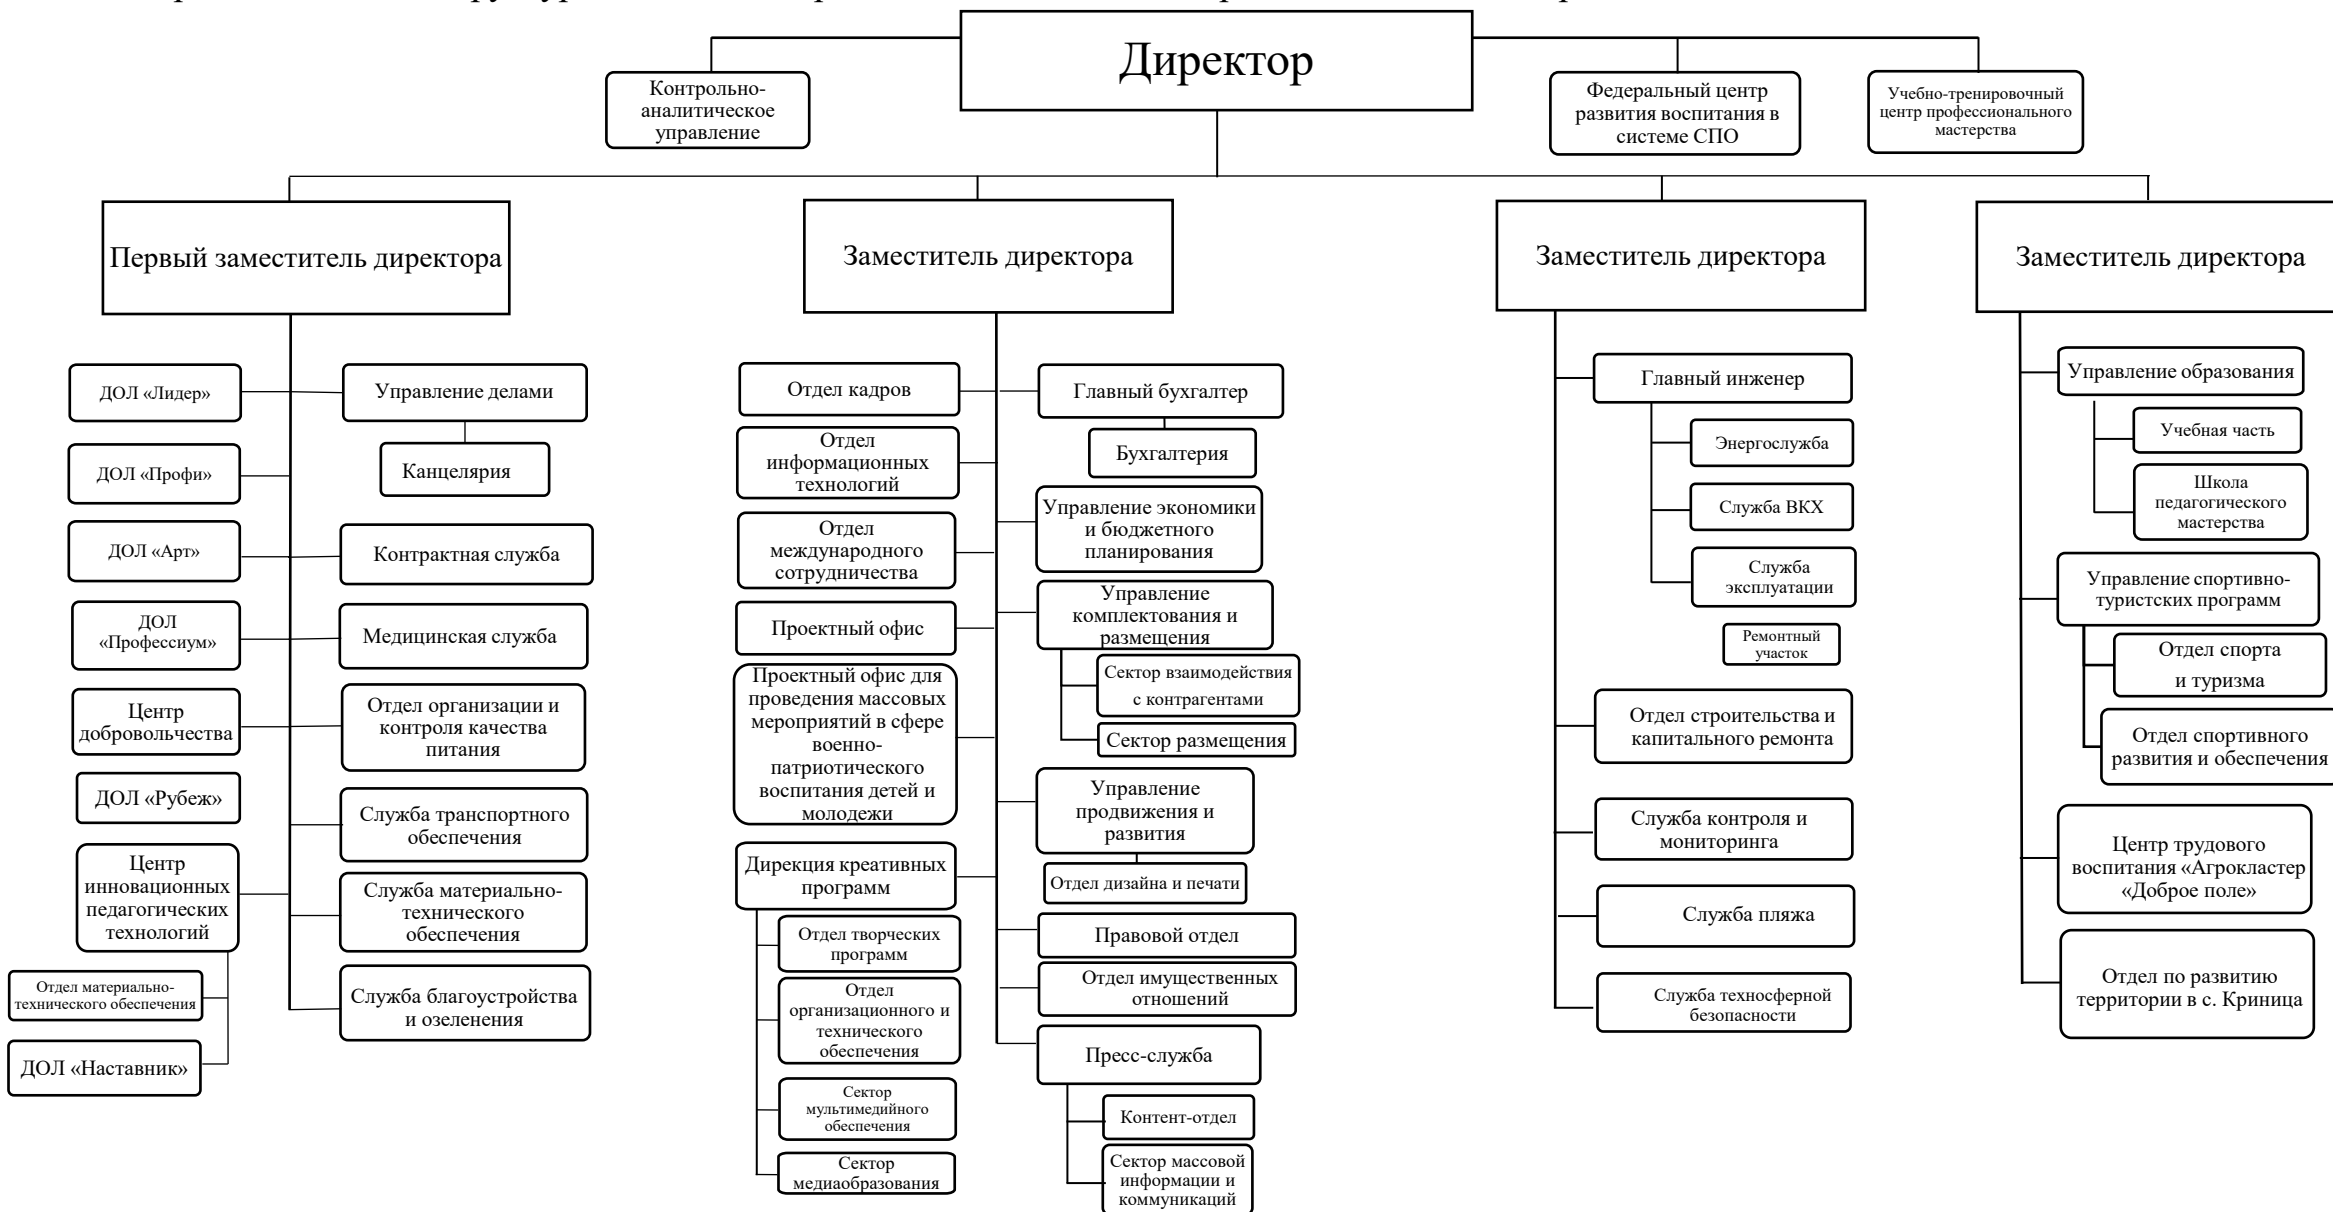 Директор
Контрольно-
аналитическое
управление
Федеральный центр
развития воспитания в
системе СПО
Учебно-тренировочный
центр профессионального
мастерства
Первый заместитель директора
Заместитель директора
Заместитель директора
Заместитель директора
ДОЛ «Лидер»
ДОЛ «Профи»
ДОЛ «Арт»
ДОЛ
«Профессиум»
Центр
добровольчества
ДОЛ «Рубеж»
Центр
инновационных
педагогических
технологий
Отдел материально-
технического обеспечения
ДОЛ «Наставник»
Управление делами
Канцелярия
Контрактная служба
Медицинская служба
Отдел организации и
контроля качества
питания
Служба транспортного
обеспечения
Служба материально-
технического
обеспечения
Служба благоустройства
и озеленения
Отдел кадров
Отдел
информационных
технологий
Отдел
международного
сотрудничества
Проектный офис
Проектный офис для
проведения массовых
мероприятий в сфере
военно-
патриотического
воспитания детей и
молодежи
Дирекция креативных
программ
Отдел творческих
программ
Отдел
организационного и
технического
обеспечения
Сектор
мультимедийного
обеспечения
Сектор
медиаобразования
Главный бухгалтер
Бухгалтерия
Управление экономики
и бюджетного
планирования
Управление
комплектования и
размещения
Сектор взаимодействия
с контрагентами
Сектор размещения
Управление
продвижения и
развития
Отдел дизайна и печати
Правовой отдел
Отдел имущественных
отношений
Пресс-служба
Контент-отдел
Сектор массовой
информации и
коммуникаций
Главный инженер
Энергослужба
Служба ВКХ
Служба
эксплуатации
Ремонтный
участок
Отдел строительства и
капитального ремонта
Служба контроля и
мониторинга
Служба пляжа
Служба техносферной
безопасности
Управление образования
Учебная часть
Школа
педагогического
мастерства
Управление спортивно-
туристских программ
Отдел спорта
и туризма
Отдел спортивного
развития и обеспечения
Центр трудового
воспитания «Агрокластер
«Доброе поле»
Отдел по развитию
территории в с. Криница